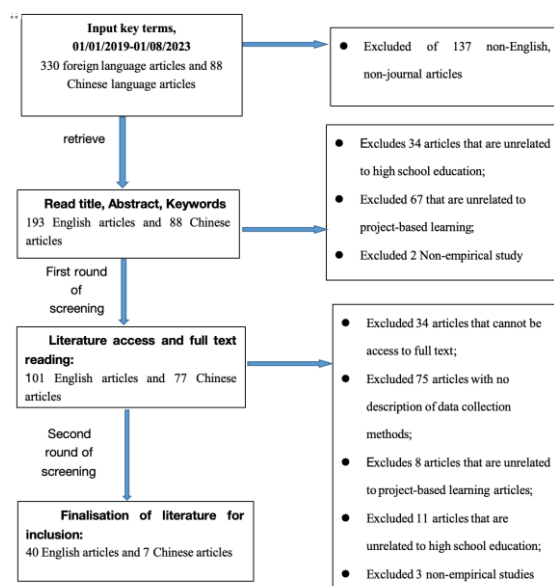 Input key terms,
01/01/2019-01/08/2023
330 foreign language articles and 88
Chinese language articles
● Excluded of 137 non-English,
non-journal articles
retrieve
Read title, Abstract, Keywords
193 English articles and 88 Chinese
articles
● Excludes 34 articles that are unrelated
to high school education;
● Excluded 67 that are unrelated to
project-based learning;
● Excluded 2 Non-empirical study
First round
of
screening
Literature access and full text
reading:
101 English articles and 77 Chinese
articles
● Excluded 34 articles that cannot be
access to full text;
● Excluded 75 articles with no
description of data collection
methods;
● Excludes 8 articles that are unrelated
to project-based learning articles;
● Excluded 11 articles that are
unrelated to high school education;
● Excluded 3 non-empirical studies
Second
round of
screening
Finalisation of literature for
inclusion:
40 English articles and 7 Chinese articles